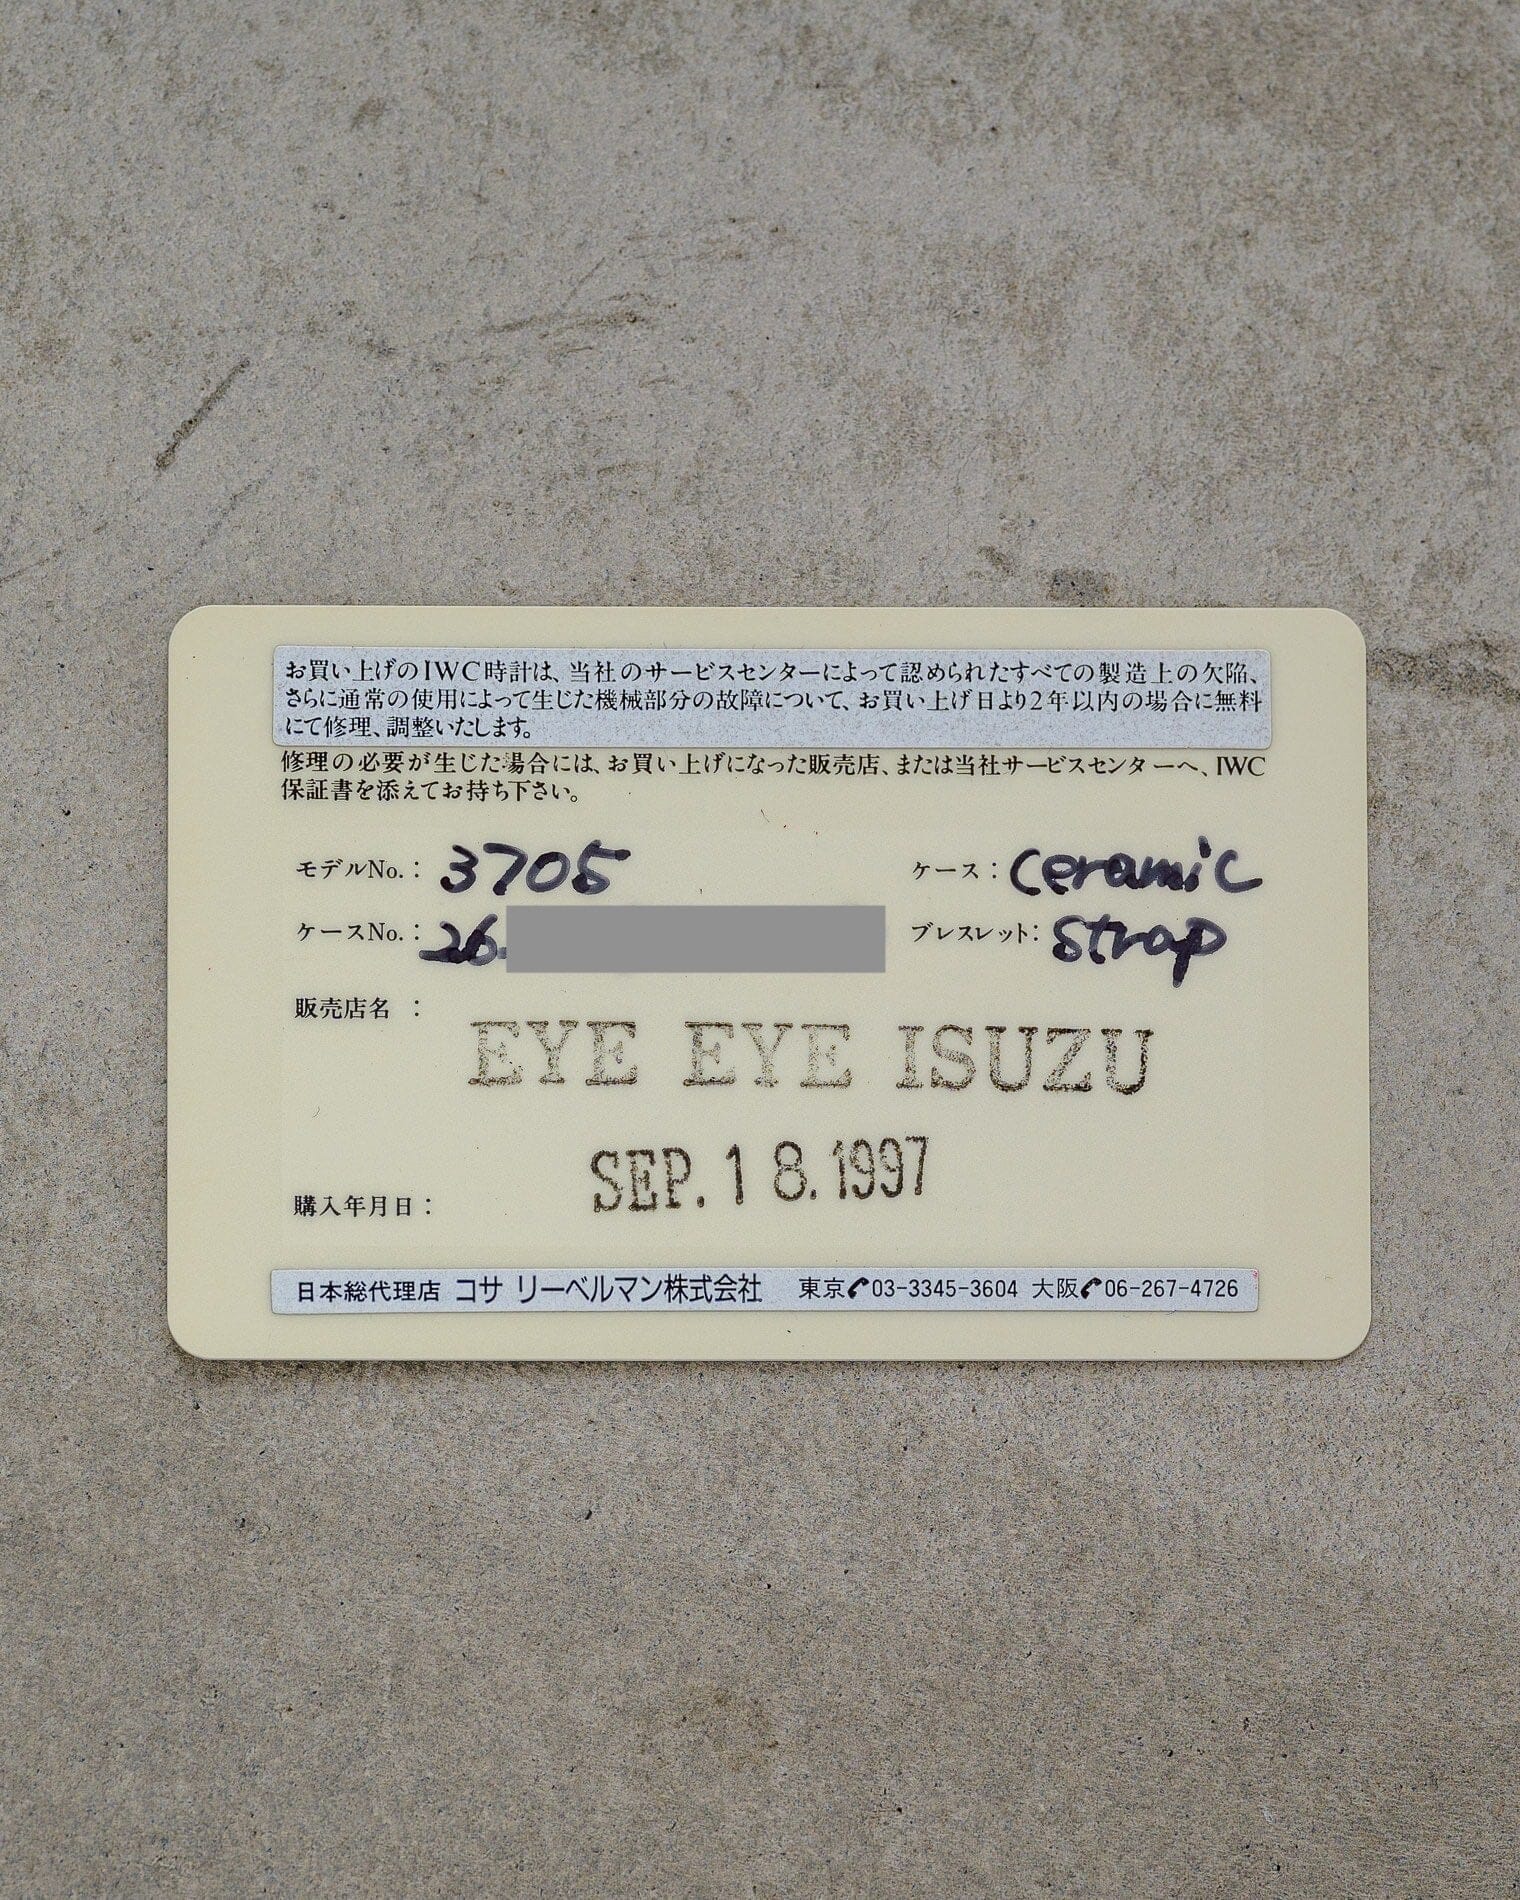 お買い上げのIWC時計は、当社のサービスセンターによって認められたすべての製造上の欠陥、
さらに通常の使用によって生じた機械部分の故障について、お買い上げ日より2年以内の場合に無料
にて修理、調整いたします。
修理の必要が生じた場合には、お買い上げになった販売店、または当社サービスセンターへ、IWC
保証書を添えてお持ち下さい。
モデルNo.: 3705 ケース: ceramic
ケースNo.: 26 ブレスレット: strap
販売店名 :
EYE EYE ISUZU
購入年月日: SEP.18.1997
日本総代理店 コサ リーベルマン株式会社 東京 03-3345-3604 大阪 06-267-4726